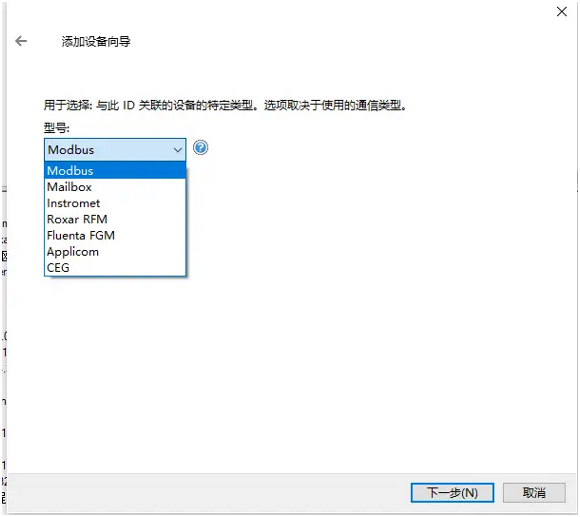 添加设备向导
用于选择: 与此 ID 关联的设备的特定类型。选项取决于使用的通信类型。
型号:
Modbus
Modbus
Mailbox
Instromet
Roxar RFM
Fluenta FGM
Applicom
CEG
下一步(N)
取消